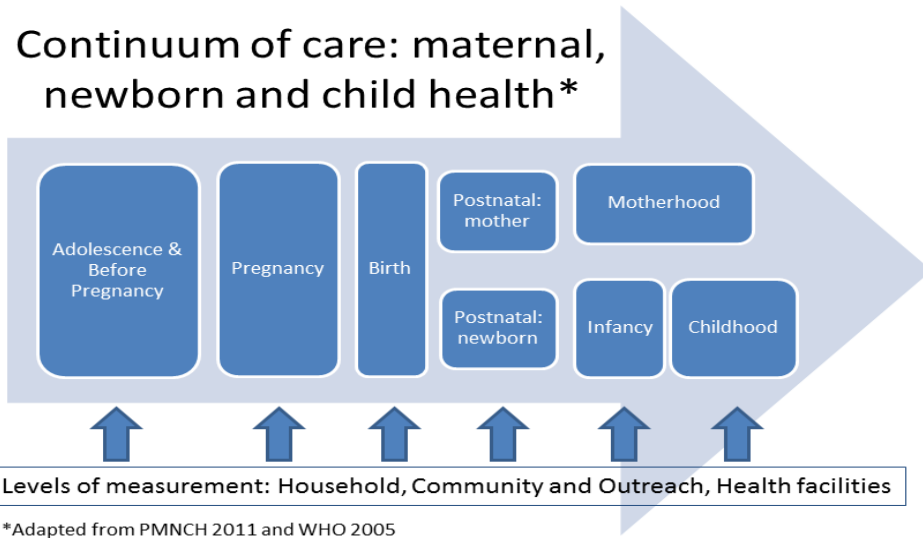 Continuum of care: maternal,
newborn and child health*
Adolescence &
Before
Pregnancy
Pregnancy
Birth
Postnatal:
mother
Postnatal:
newborn
Motherhood
Infancy
Childhood
Levels of measurement: Household, Community and Outreach, Health facilities
*Adapted from PMNCH 2011 and WHO 2005